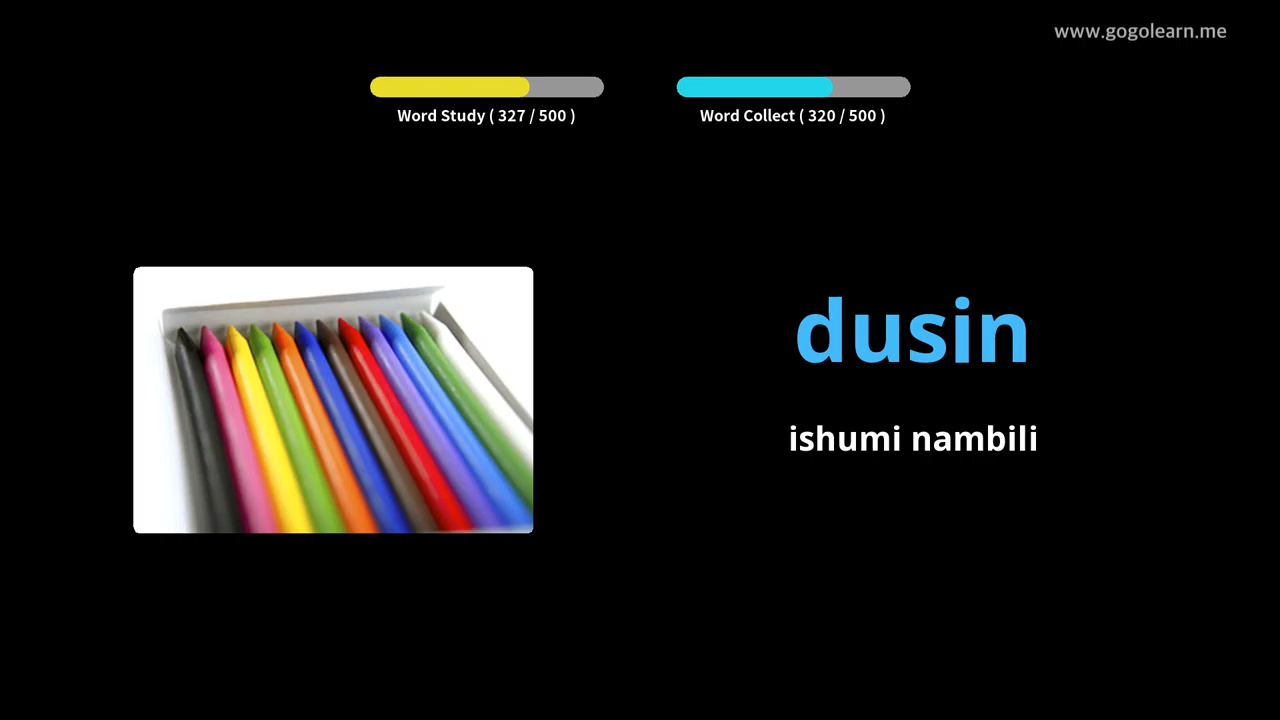 www.gogolearn.me
Word Study ( 327 / 500 )
Word Collect ( 320 / 500 )
dusin
ishumi nambili